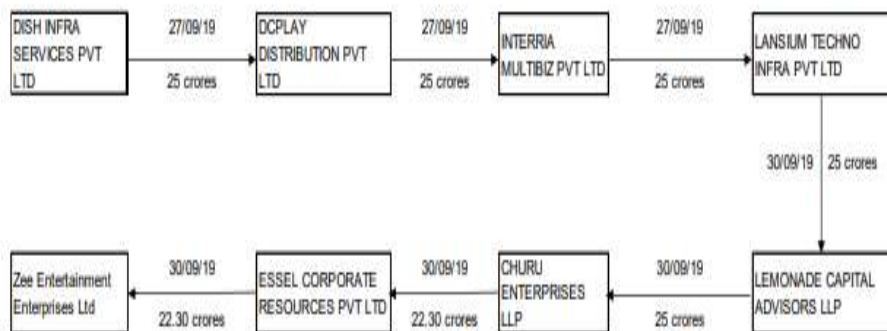 DISH INFRA
SERVICES PVT
LTD
27/09/19
25 crores
DCPLAY
DISTRIBUTION PVT
LTD
27/09/19
25 crores
INTERRIA
MULTIBIZ PVT LTD
27/09/19
25 crores
LANSIUM TECHNO
INFRA PVT LTD
30/09/19 25 crores
LEMONADE CAPITAL
ADVISORS LLP
30/09/19
25 crores
CHURU
ENTERPRISES
LLP
30/09/19
22.30 crores
ESSEL CORPORATE
RESOURCES PVT LTD
30/09/19
22.30 crores
Zee Entertainment
Enterprises Ltd